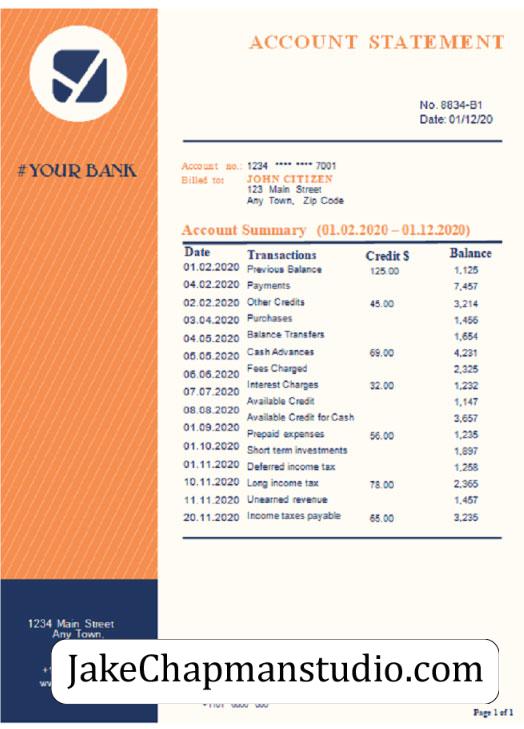 ACCOUNT STATEMENT
No. 8834-B1
Date: 01/12/20
#YOUR BANK
Account no.: 1234 **** **** 7001
Billed to: JOHN CITIZEN
123 Main Street
Any Town, Zip Code
Account Summary (01.02.2020 – 01.12.2020)
Date Transactions Credit $ Balance
01.02.2020 Previous Balance 125.00 1,125
04.02.2020 Payments 7,457
02.02.2020 Other Credits 45.00 3,214
03.04.2020 Purchases 1,456
04.05.2020 Balance Transfers 1,654
05.05.2020 Cash Advances 69.00 4,231
06.06.2020 Fees Charged 2,325
07.07.2020 Interest Charges 32.00 1,232
08.08.2020 Available Credit 1,147
01.09.2020 Available Credit for Cash 3,657
01.10.2020 Prepaid expenses 56.00 1,235
01.11.2020 Short term investments 1,897
10.11.2020 Deferred income tax 1,258
11.11.2020 Long income tax 78.00 2,365
20.11.2020 Unearned revenue 1,457
Income taxes payable 65.00 3,235
1234 Main Street
Any Town,
JakeChapmanstudio.com
Page 1 of 1